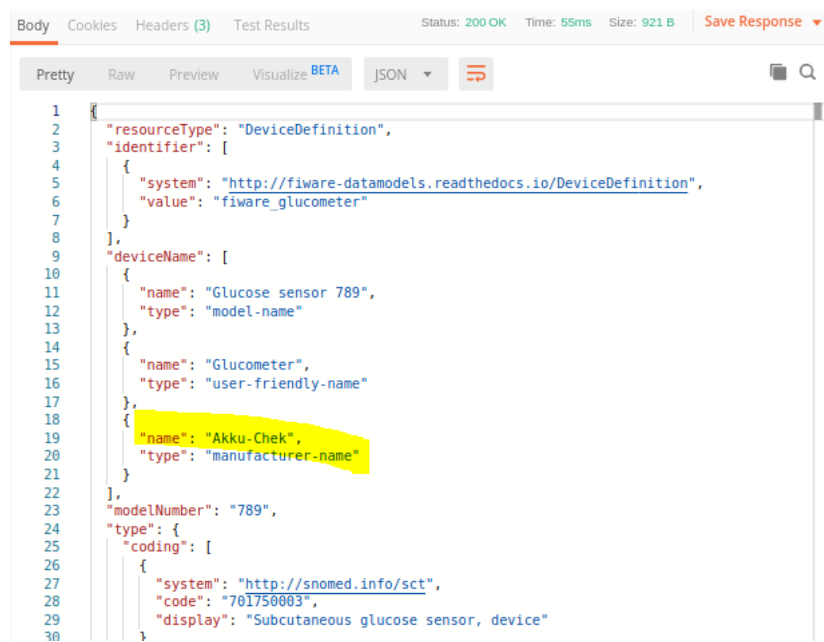 Body Cookies Headers (3) Test Results Status: 200 OK Time: 55ms Size: 921 B Save Response
Pretty Raw Preview Visualize BETA JSON
1 {
2 "resourceType": "DeviceDefinition",
3 "identifier": [
4 {
5 "system": "http://fiware-datamodels.readthedocs.io/DeviceDefinition",
6 "value": "fiware_glucometer"
7 }
8 ],
9 "deviceName": [
10 {
11 "name": "Glucose sensor 789",
12 "type": "model-name"
13 },
14 {
15 "name": "Glucometer",
16 "type": "user-friendly-name"
17 },
18 {
19 "name": "Akku-Chek",
20 "type": "manufacturer-name"
21 }
22 ],
23 "modelNumber": "789",
24 "type": {
25 "coding": [
26 {
27 "system": "http://snomed.info/sct",
28 "code": "701750003",
29 "display": "Subcutaneous glucose sensor, device"
30 }